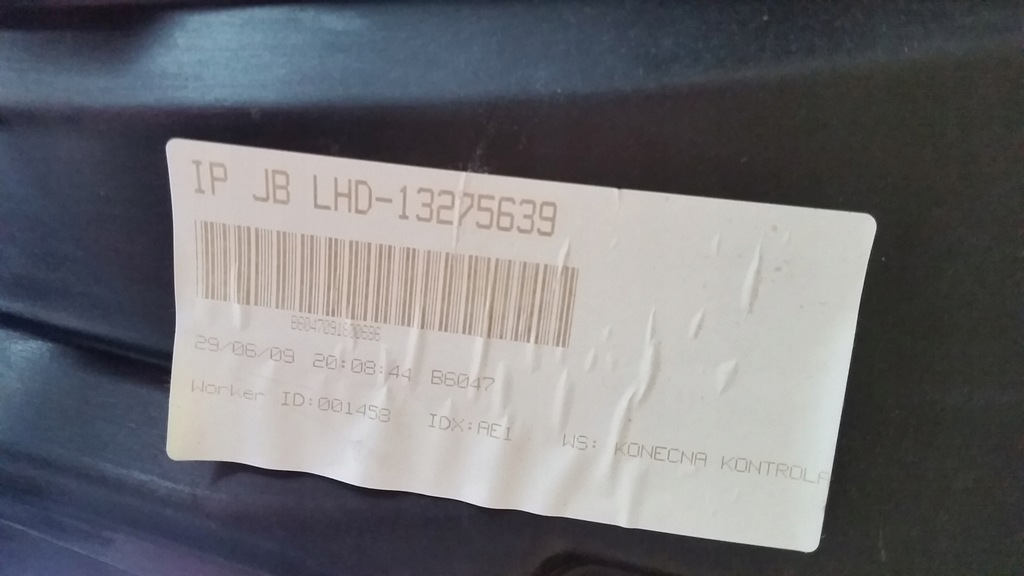 IP JB LHD-13275639
29/06/09 20:08:44 B6047
Worker ID:001458 IDX:AE1 WS: KONECNA KONTROLA